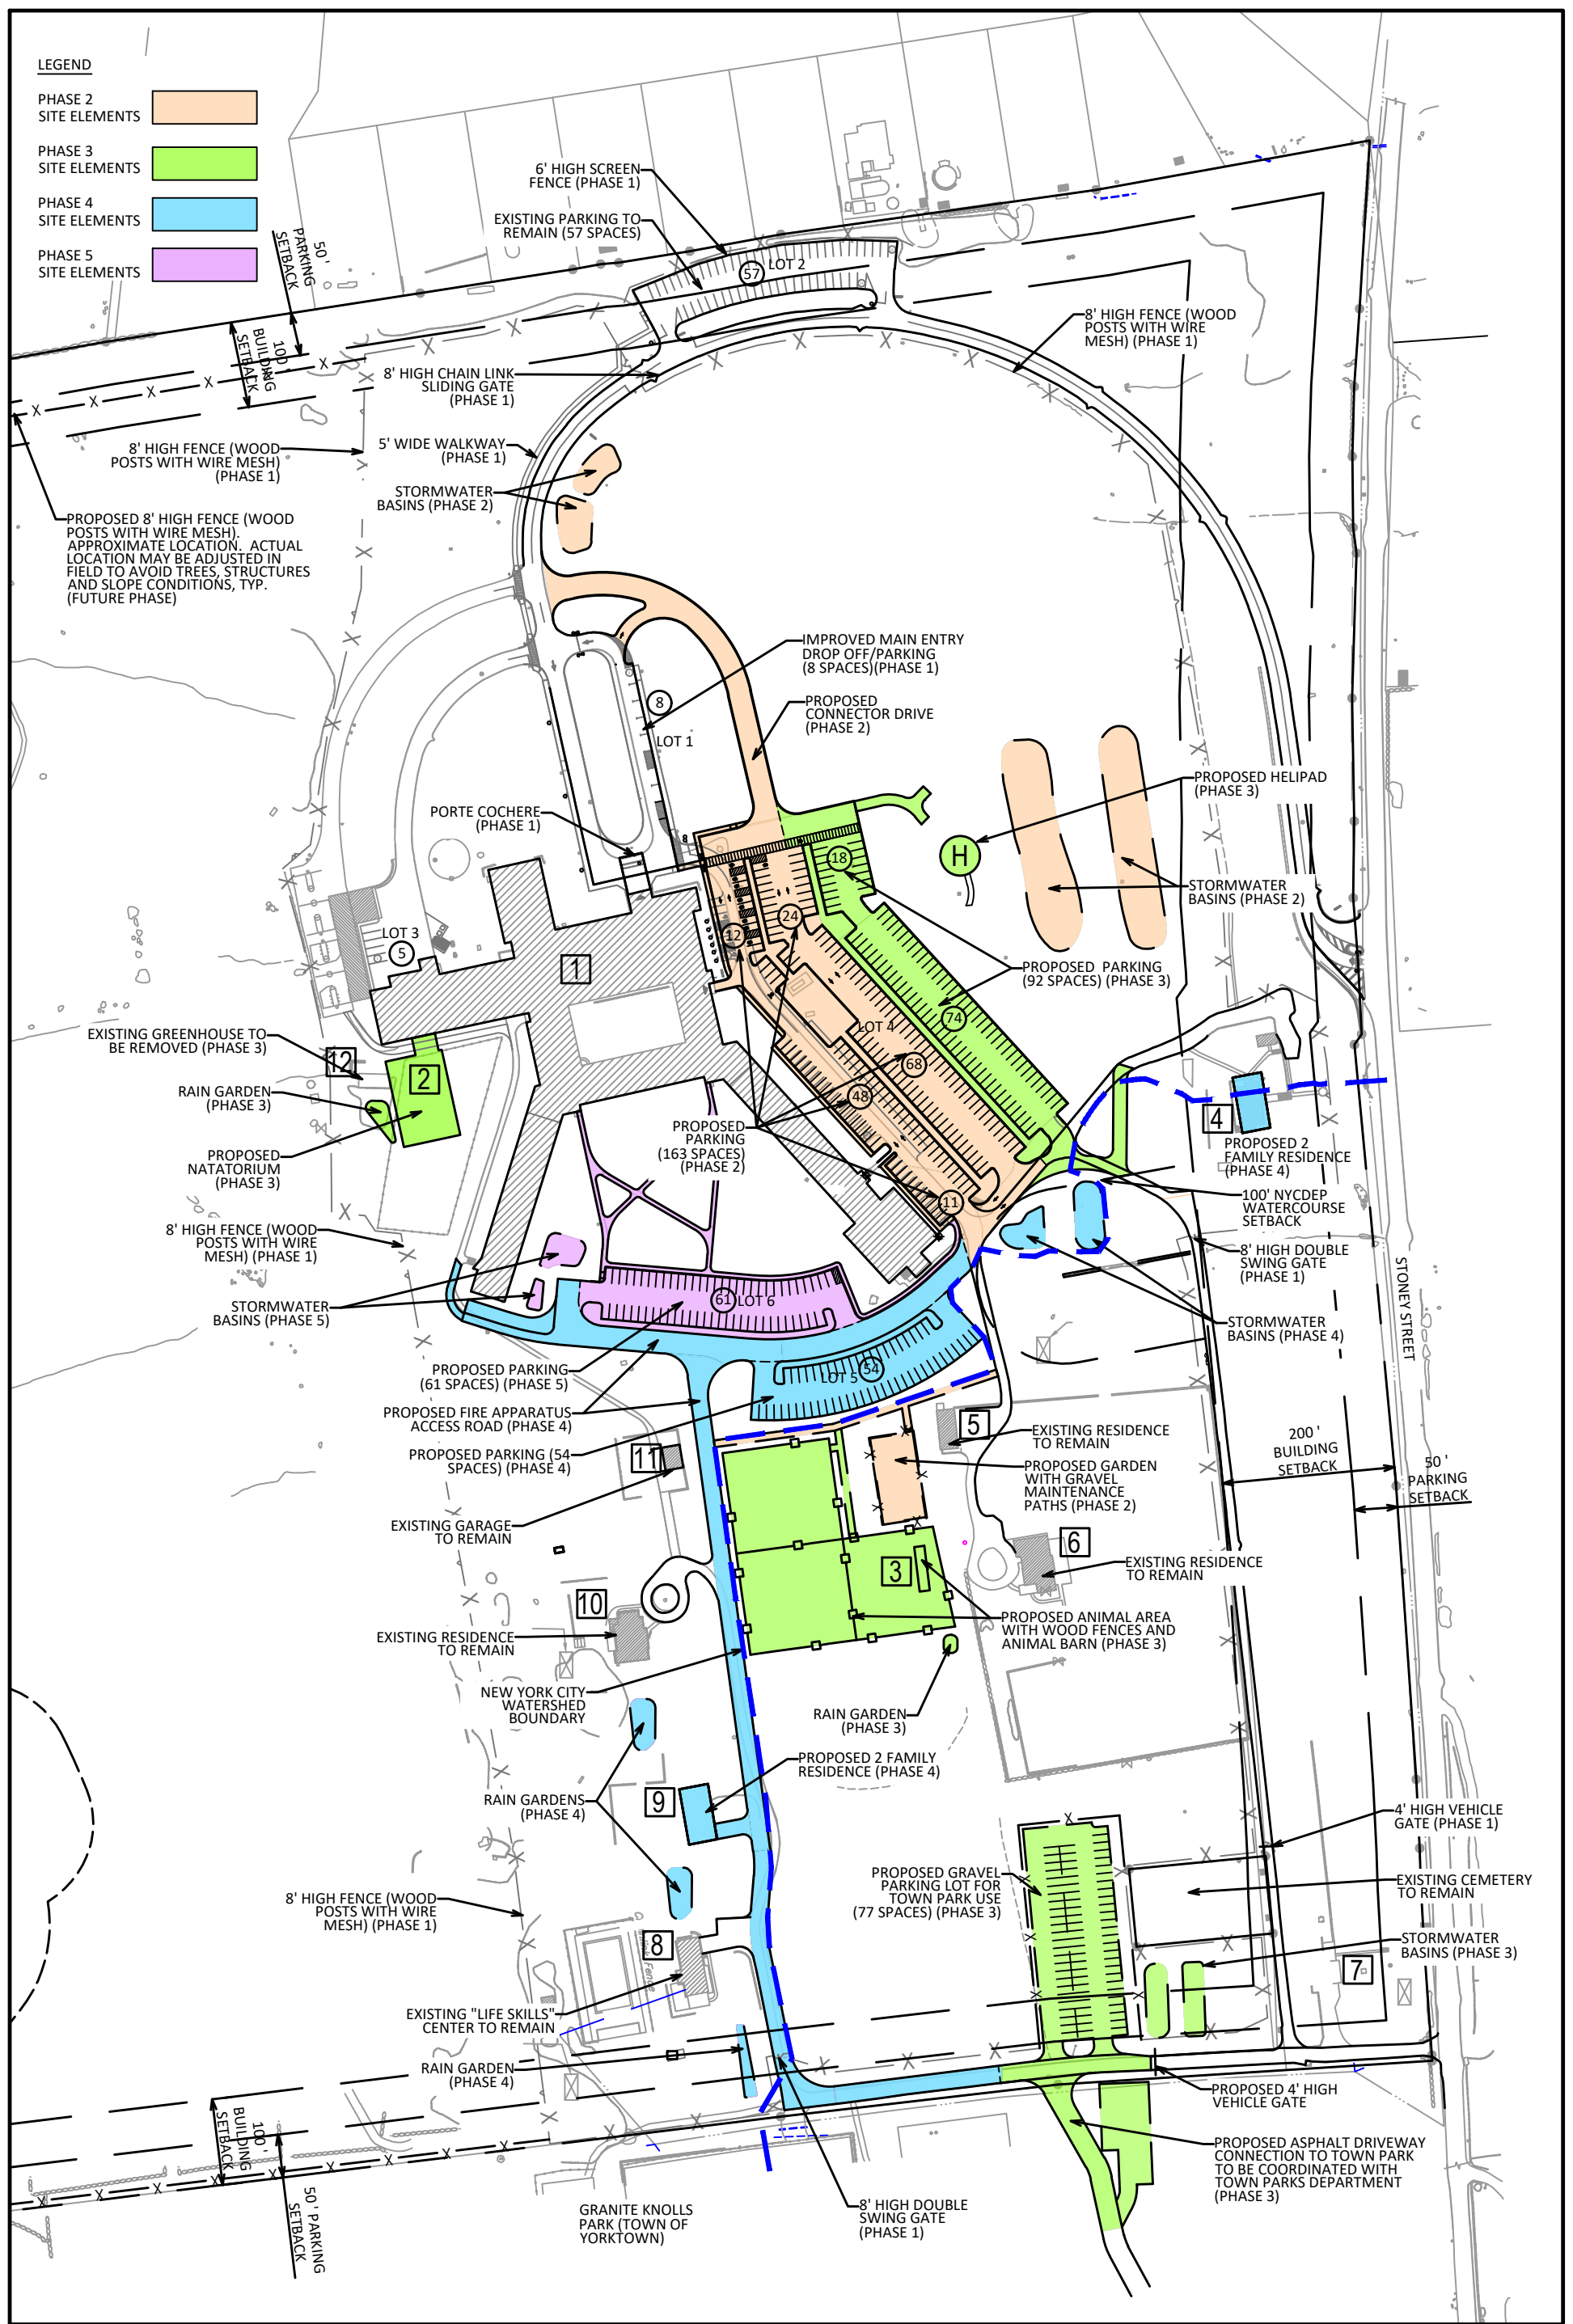 LEGEND
PHASE 2
SITE ELEMENTS
PHASE 3
SITE ELEMENTS
PHASE 4
SITE ELEMENTS
PHASE 5
SITE ELEMENTS
50 '
PARKING
SETBACK
100 '
BUILDING
SETBACK
6' HIGH SCREEN
FENCE (PHASE 1)
EXISTING PARKING TO
REMAIN (57 SPACES)
57
LOT 2
8' HIGH FENCE (WOOD
POSTS WITH WIRE
MESH) (PHASE 1)
8' HIGH CHAIN LINK
SLIDING GATE
(PHASE 1)
8' HIGH FENCE (WOOD
POSTS WITH WIRE MESH)
(PHASE 1)
5' WIDE WALKWAY
(PHASE 1)
STORMWATER
BASINS (PHASE 2)
PROPOSED 8' HIGH FENCE (WOOD
POSTS WITH WIRE MESH).
APPROXIMATE LOCATION. ACTUAL
LOCATION MAY BE ADJUSTED IN
FIELD TO AVOID TREES, STRUCTURES
AND SLOPE CONDITIONS, TYP.
(FUTURE PHASE)
IMPROVED MAIN ENTRY
DROP OFF/PARKING
(8 SPACES)(PHASE 1)
8
LOT 1
PROPOSED
CONNECTOR DRIVE
(PHASE 2)
PROPOSED HELIPAD
(PHASE 3)
PORTE COCHERE
(PHASE 1)
H
18
24
12
STORMWATER
BASINS (PHASE 2)
LOT 3
5
1
PROPOSED PARKING
(92 SPACES) (PHASE 3)
74
LOT 4
68
48
EXISTING GREENHOUSE TO
BE REMOVED (PHASE 3)
12
2
RAIN GARDEN
(PHASE 3)
PROPOSED
NATATORIUM
(PHASE 3)
PROPOSED
PARKING
(163 SPACES)
(PHASE 2)
11
4
PROPOSED 2
FAMILY RESIDENCE
(PHASE 4)
100' NYCDEP
WATERCOURSE
SETBACK
8' HIGH DOUBLE
SWING GATE
(PHASE 1)
STONEY STREET
8' HIGH FENCE (WOOD
POSTS WITH WIRE
MESH) (PHASE 1)
STORMWATER
BASINS (PHASE 5)
61
LOT 6
STORMWATER
BASINS (PHASE 4)
PROPOSED PARKING
(61 SPACES) (PHASE 5)
LOT 5
54
PROPOSED FIRE APPARATUS
ACCESS ROAD (PHASE 4)
PROPOSED PARKING (54
SPACES) (PHASE 4)
11
5
EXISTING RESIDENCE
TO REMAIN
200 '
BUILDING
SETBACK
50 '
PARKING
SETBACK
PROPOSED GARDEN
WITH GRAVEL
MAINTENANCE
PATHS (PHASE 2)
EXISTING GARAGE
TO REMAIN
6
EXISTING RESIDENCE
TO REMAIN
3
10
PROPOSED ANIMAL AREA
WITH WOOD FENCES AND
ANIMAL BARN (PHASE 3)
EXISTING RESIDENCE
TO REMAIN
NEW YORK CITY
WATERSHED
BOUNDARY
RAIN GARDEN
(PHASE 3)
PROPOSED 2 FAMILY
RESIDENCE (PHASE 4)
RAIN GARDENS
(PHASE 4)
9
4' HIGH VEHICLE
GATE (PHASE 1)
PROPOSED GRAVEL
PARKING LOT FOR
TOWN PARK USE
(77 SPACES) (PHASE 3)
EXISTING CEMETERY
TO REMAIN
8' HIGH FENCE (WOOD
POSTS WITH WIRE
MESH) (PHASE 1)
8
STORMWATER
BASINS (PHASE 3)
7
EXISTING "LIFE SKILLS"
CENTER TO REMAIN
RAIN GARDEN
(PHASE 4)
PROPOSED 4' HIGH
VEHICLE GATE
100 '
BUILDING
SETBACK
50 ' PARKING
SETBACK
PROPOSED ASPHALT DRIVEWAY
CONNECTION TO TOWN PARK
TO BE COORDINATED WITH
TOWN PARKS DEPARTMENT
(PHASE 3)
GRANITE KNOLLS
PARK (TOWN OF
YORKTOWN)
8' HIGH DOUBLE
SWING GATE
(PHASE 1)